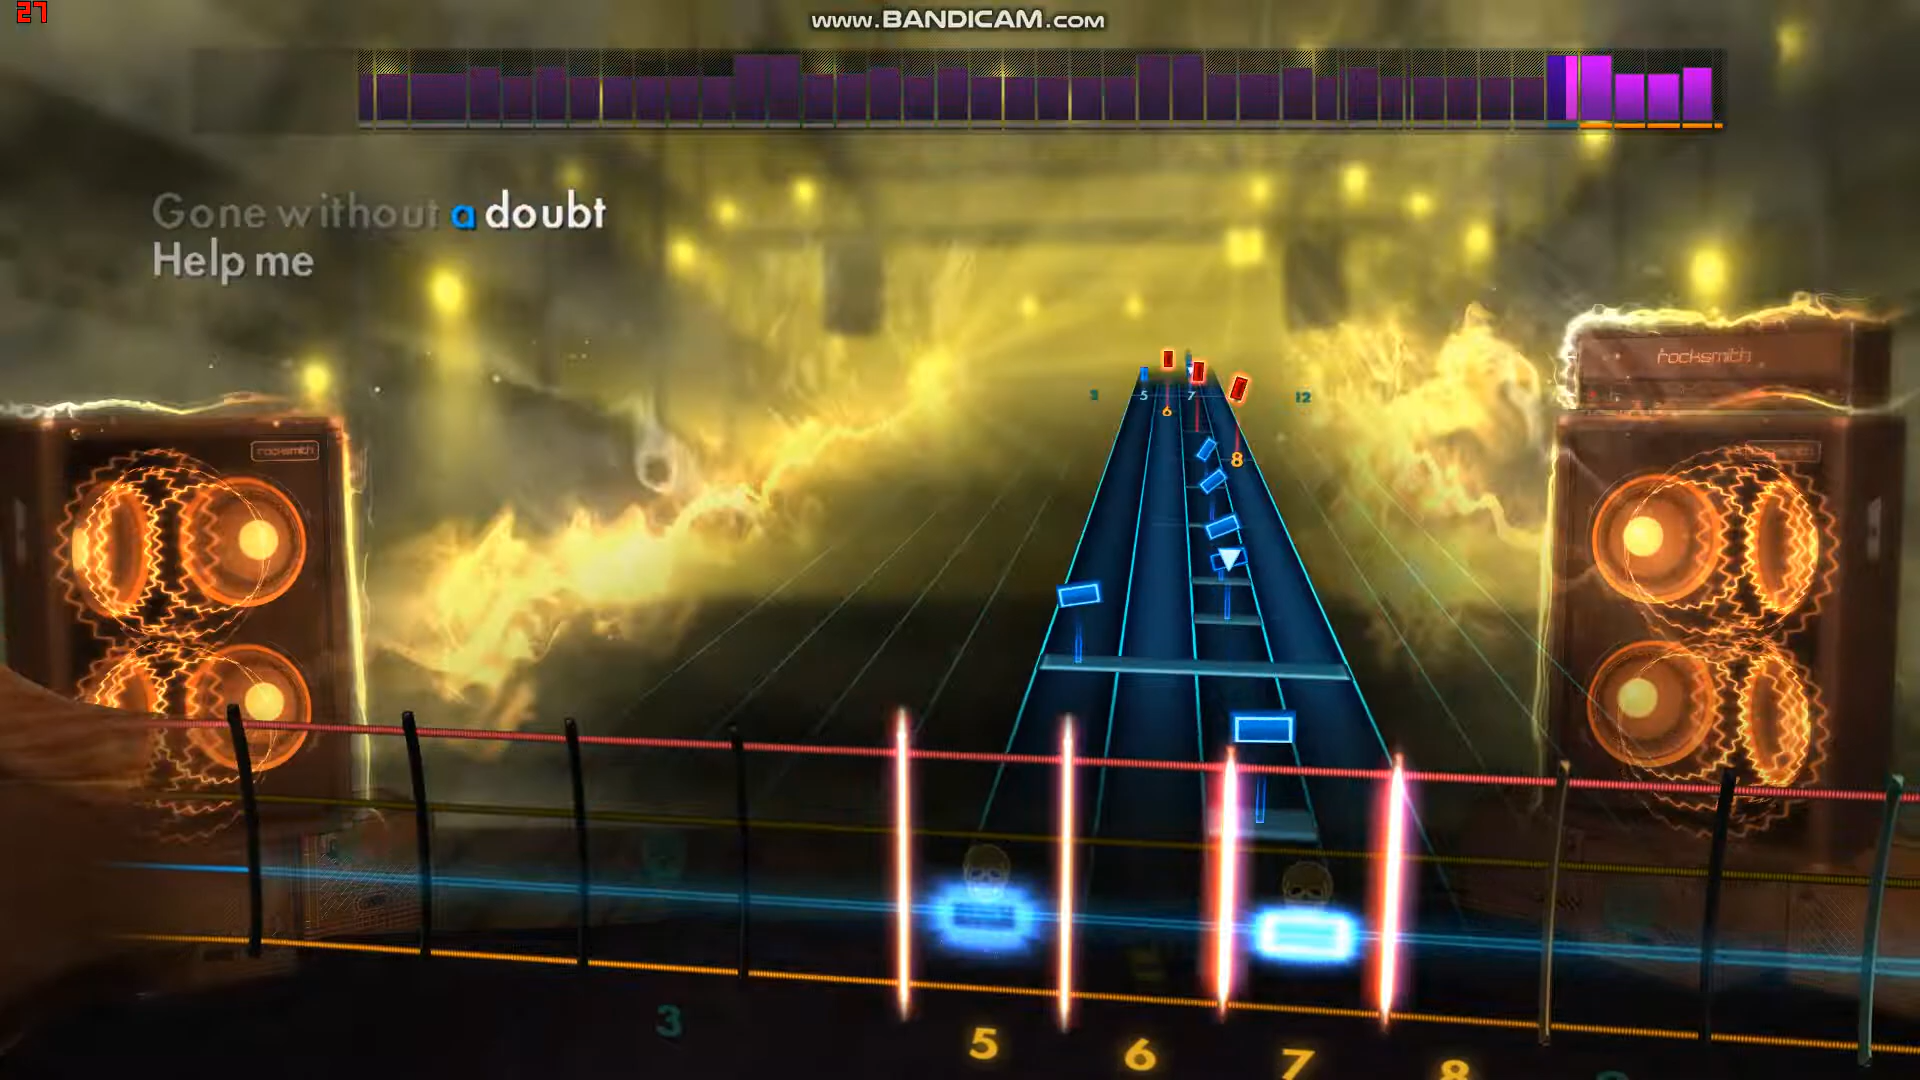 27
www.BANDICAM.com
Gone without a doubt
Help me
rocksmith
rocksmith
3 5 7 12
6
8
3 5 6 7 8